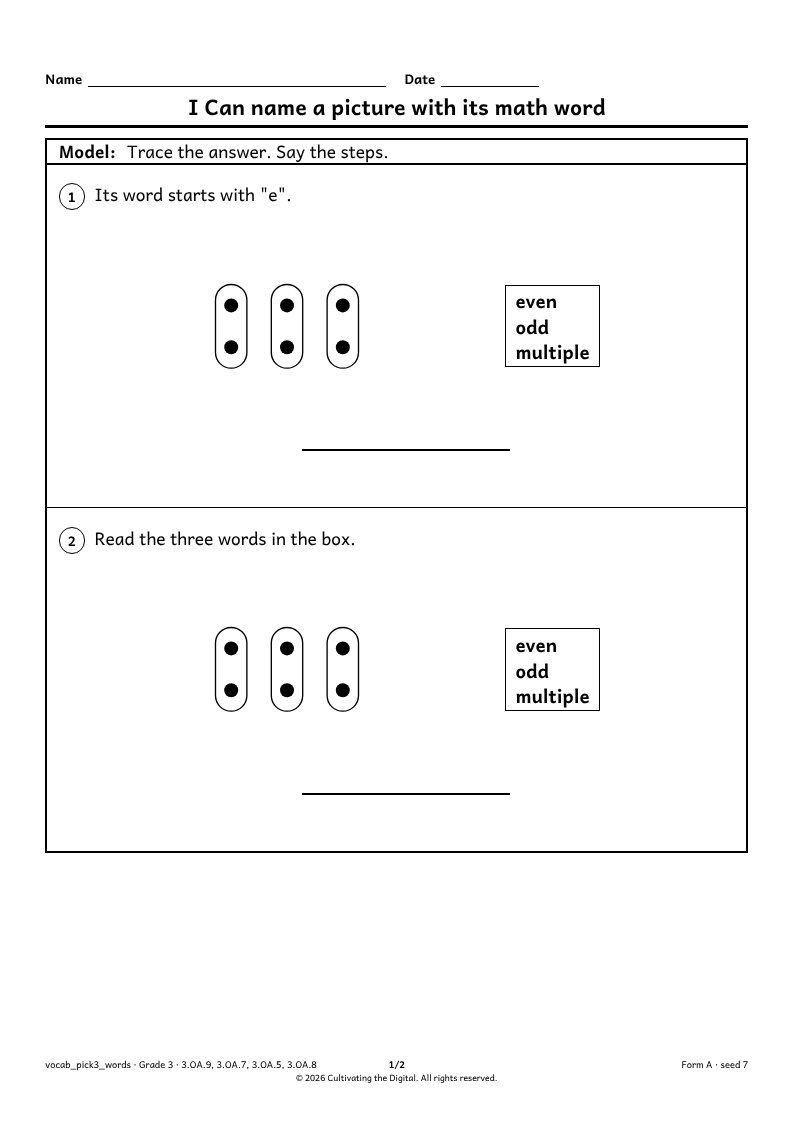 Name Date
I Can name a picture with its math word
Model: Trace the answer. Say the steps.
1 Its word starts with "e".
even
odd
multiple
2 Read the three words in the box.
even
odd
multiple
vocab_pick3_words · Grade 3 · 3.OA.9, 3.OA.7, 3.OA.5, 3.OA.8 1/2 Form A · seed 7
© 2026 Cultivating the Digital. All rights reserved.